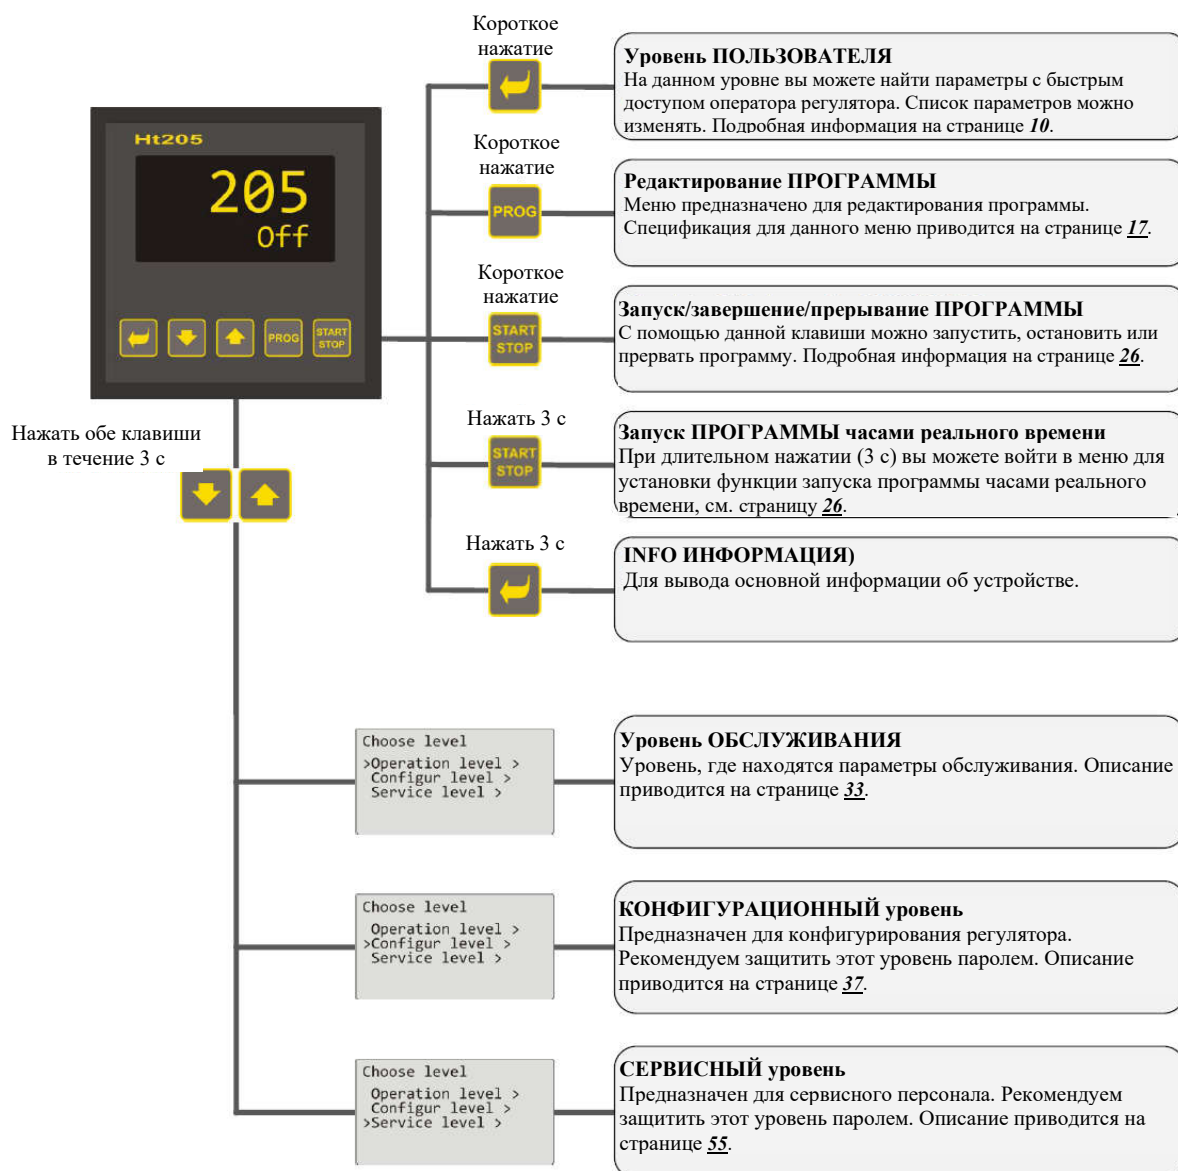 Короткое
нажатие
Уровень ПОЛЬЗОВАТЕЛЯ
На данном уровне вы можете найти параметры с быстрым
доступом оператора регулятора. Список параметров можно
изменять. Подробная информация на странице 10.
Ht205
205
Off
PROG
START
STOP
Короткое
нажатие
PROG
Редактирование ПРОГРАММЫ
Меню предназначено для редактирования программы.
Спецификация для данного меню приводится на странице 17.
Короткое
нажатие
START
STOP
Запуск/завершение/прерывание ПРОГРАММЫ
С помощью данной клавиши можно запустить, остановить или
прервать программу. Подробная информация на странице 26.
Нажать 3 с
START
STOP
Запуск ПРОГРАММЫ часами реального времени
При длительном нажатии (3 с) вы можете войти в меню для
установки функции запуска программы часами реального
времени, см. страницу 26.
Нажать 3 с
INFO ИНФОРМАЦИЯ)
Для вывода основной информации об устройстве.
Нажать обе клавиши
в течение 3 с
Choose level
>Operation level >
Configur level >
Service level >
Уровень ОБСЛУЖИВАНИЯ
Уровень, где находятся параметры обслуживания. Описание
приводится на странице 33.
Choose level
Operation level >
>Configur level >
Service level >
КОНФИГУРАЦИОННЫЙ уровень
Предназначен для конфигурирования регулятора.
Рекомендуем защитить этот уровень паролем. Описание
приводится на странице 37.
Choose level
Operation level >
Configur level >
>Service level >
СЕРВИСНЫЙ уровень
Предназначен для сервисного персонала. Рекомендуем
защитить этот уровень паролем. Описание приводится на
странице 55.